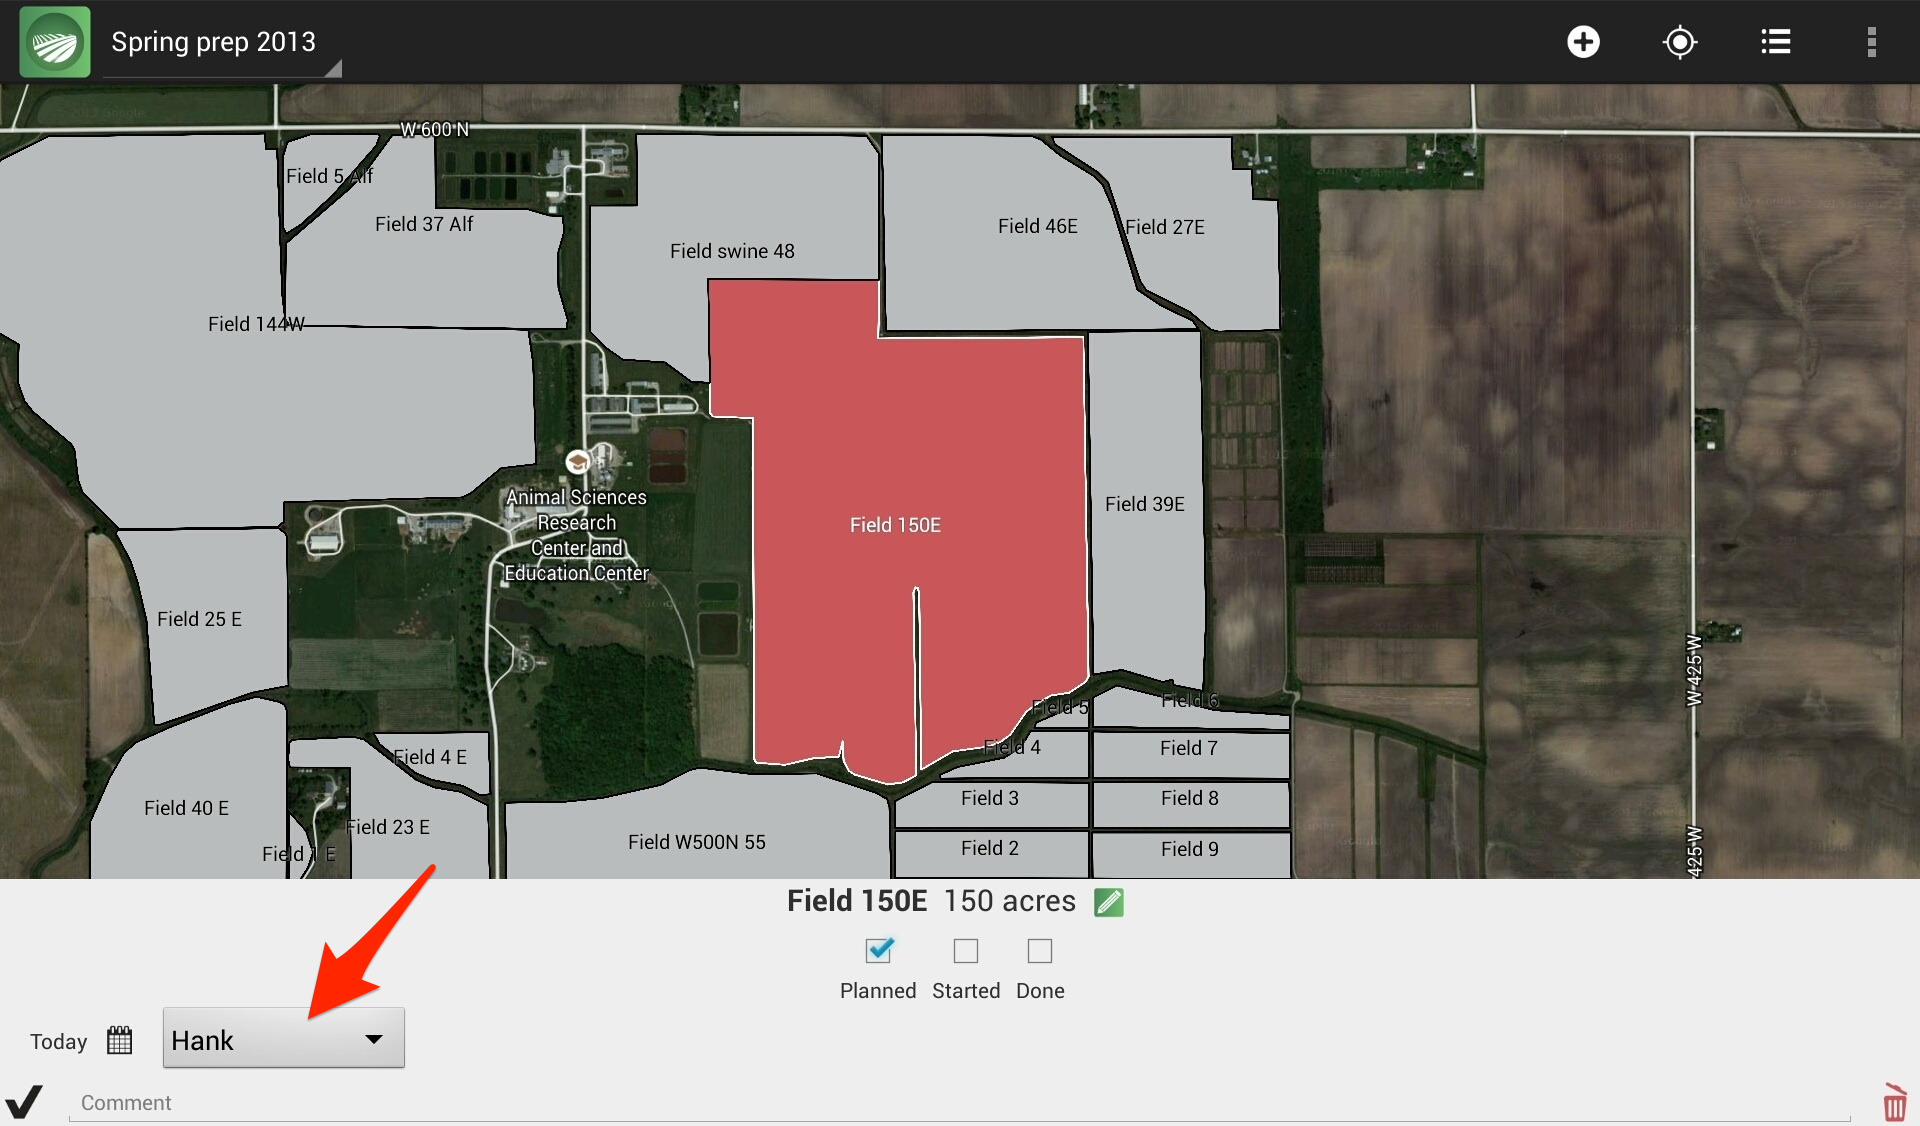 Spring prep 2013
W 600 N
Field 5 Alf
Field 37 Alf
Field swine 48
Field 46E
Field 27E
Field 144W
Animal Sciences
Research
Center and
Education Center
Field 150E
Field 39E
Field 25 E
W 425 W
Field 5
Field 6
Field 4
Field 7
Field 4 E
Field 3
Field 8
Field 40 E
Field 23 E
Field 1 E
Field W500N 55
Field 2
Field 9
425 W
Field 150E 150 acres
Planned Started Done
Today
Hank
Comment